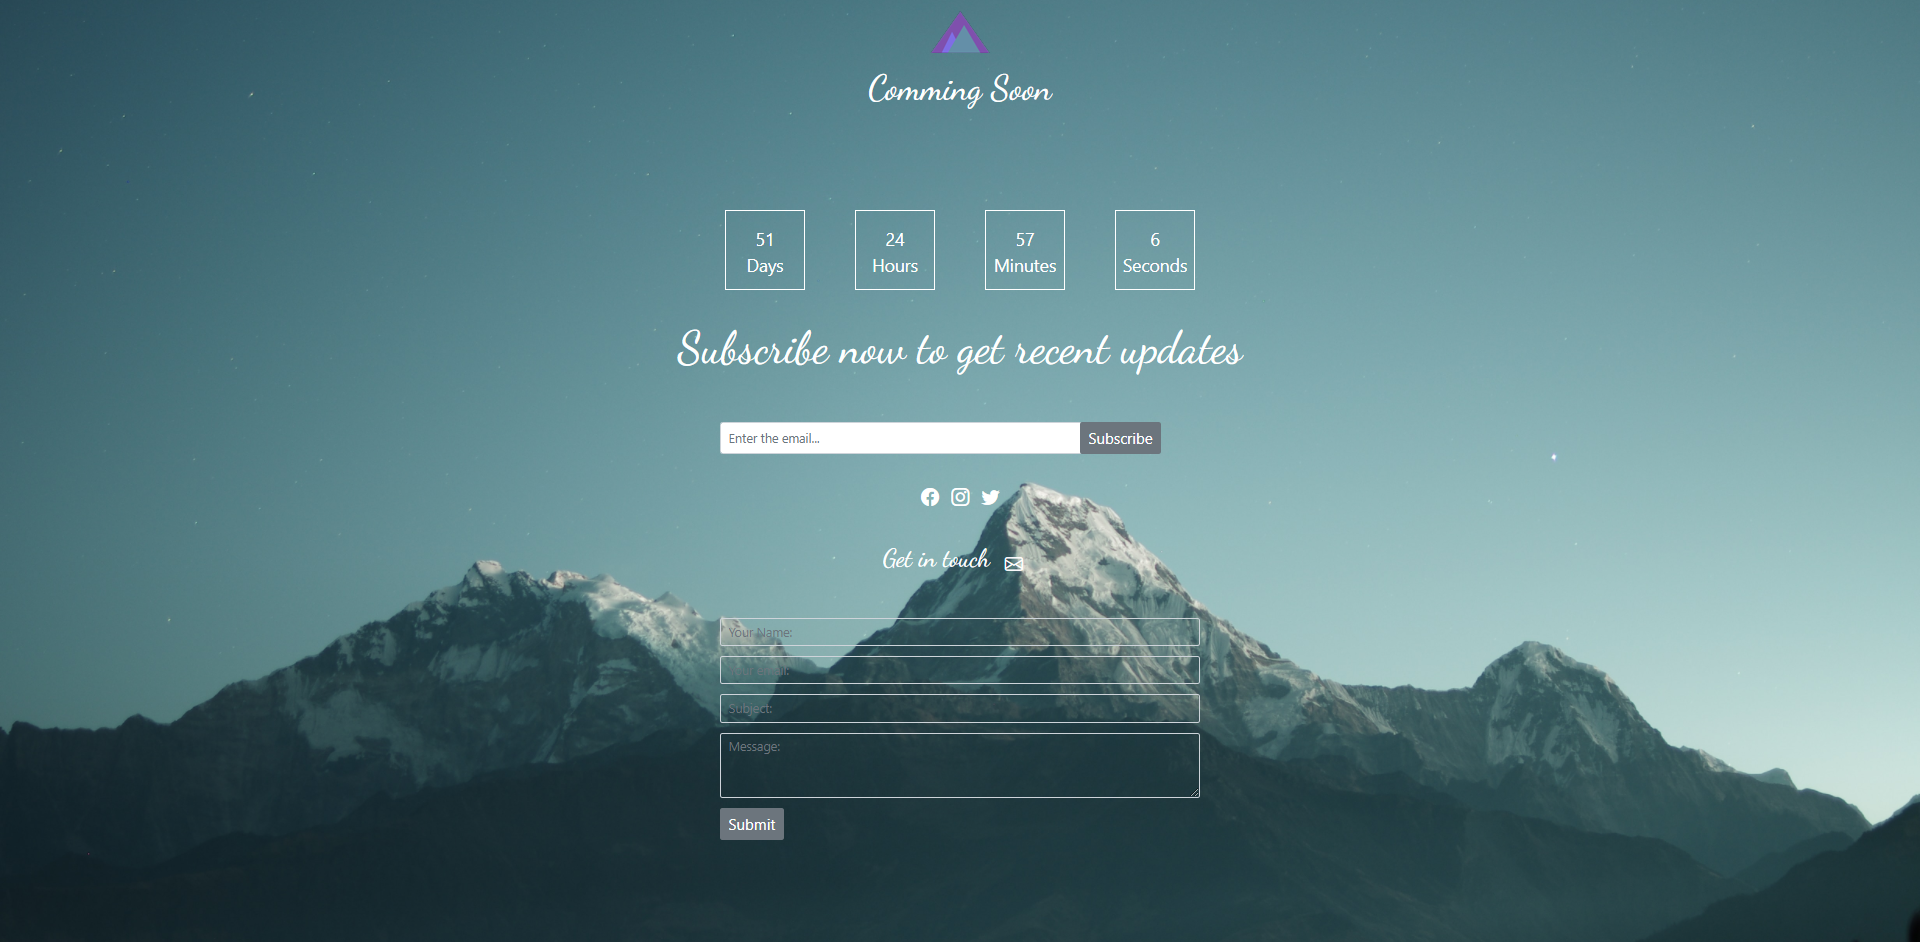 Comming Soon
51 24 57 6
Days Hours Minutes Seconds
Subscribe now to get recent updates
Enter the email... Subscribe
Get in touch
Your Name:
Your Email:
Subject:
Message:
Submit